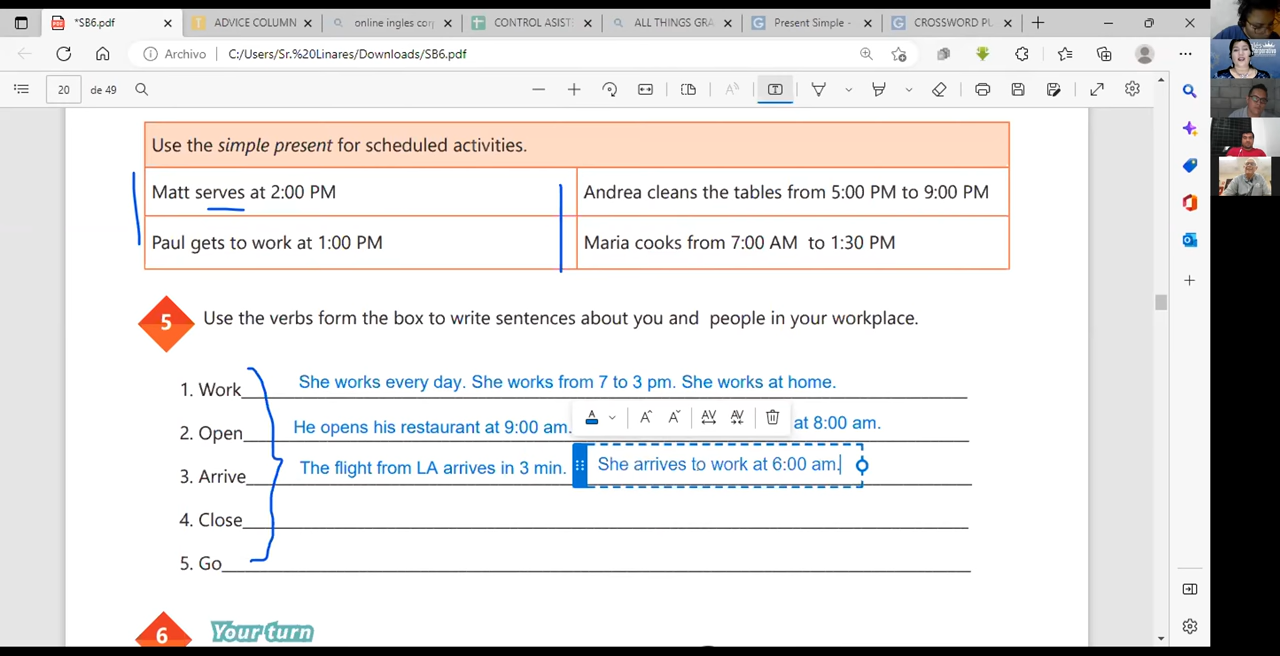 *SB6.pdf
ADVICE COLUMN
online ingles cor
CONTROL ASIST
ALL THINGS GRA
Present Simple -
CROSSWORD PU
Archivo
C:/Users/Sr.%20Linares/Downloads/SB6.pdf
20 de 49
Use the simple present for scheduled activities.
Matt serves at 2:00 PM
Andrea cleans the tables from 5:00 PM to 9:00 PM
Paul gets to work at 1:00 PM
Maria cooks from 7:00 AM to 1:30 PM
5 Use the verbs form the box to write sentences about you and people in your workplace.
1. Work She works every day. She works from 7 to 3 pm. She works at home.
2. Open He opens his restaurant at 9:00 am. at 8:00 am.
3. Arrive The flight from LA arrives in 3 min. She arrives to work at 6:00 am.
4. Close
5. Go
6 Your turn